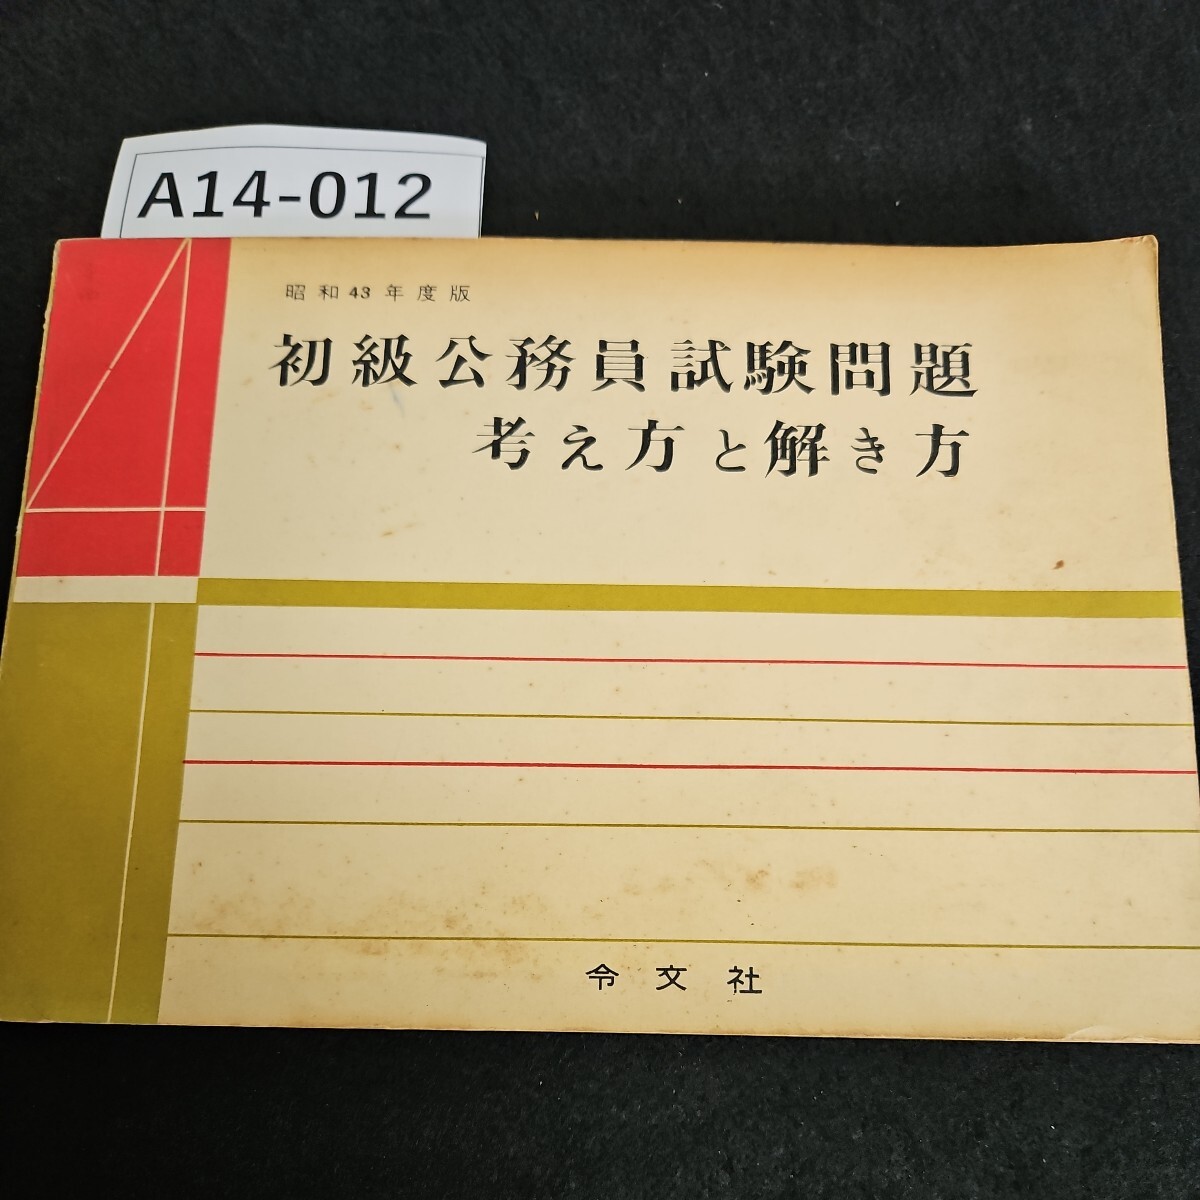 A14-012
昭和43年度版
初級公務員試験問題
考え方と解き方
令文社